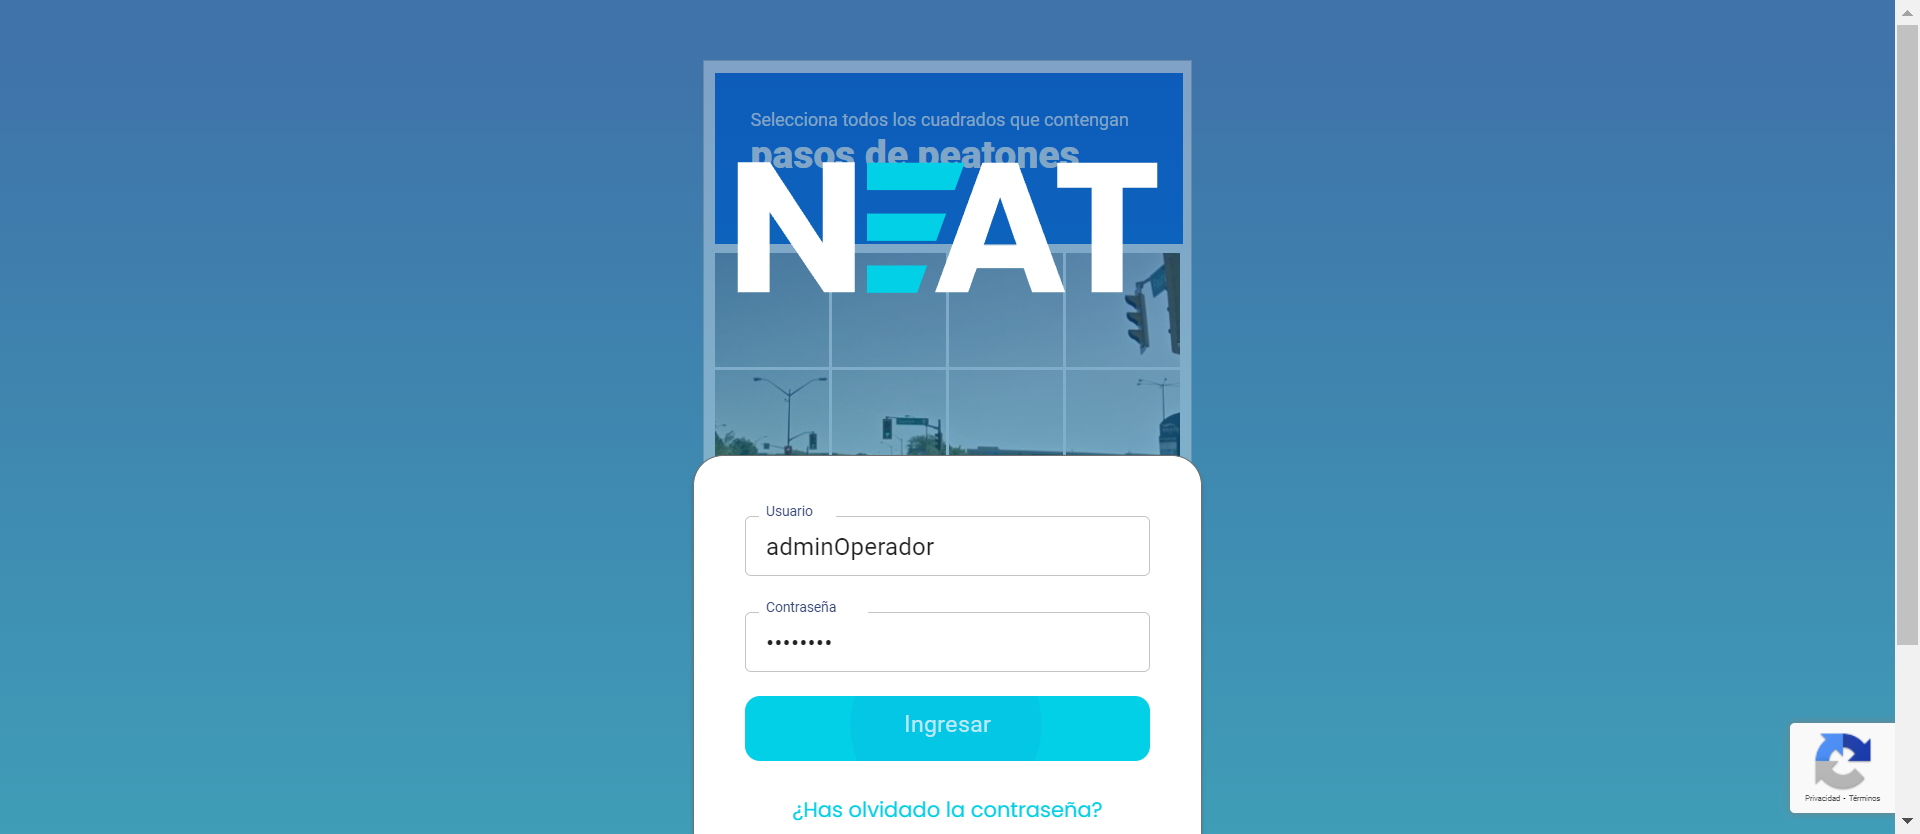 Selecciona todos los cuadrados que contengan
pasos de peatones
NEAT
Usuario
adminOperador
Contraseña
••••••••
Ingresar
¿Has olvidado la contraseña?
Privacidad - Términos